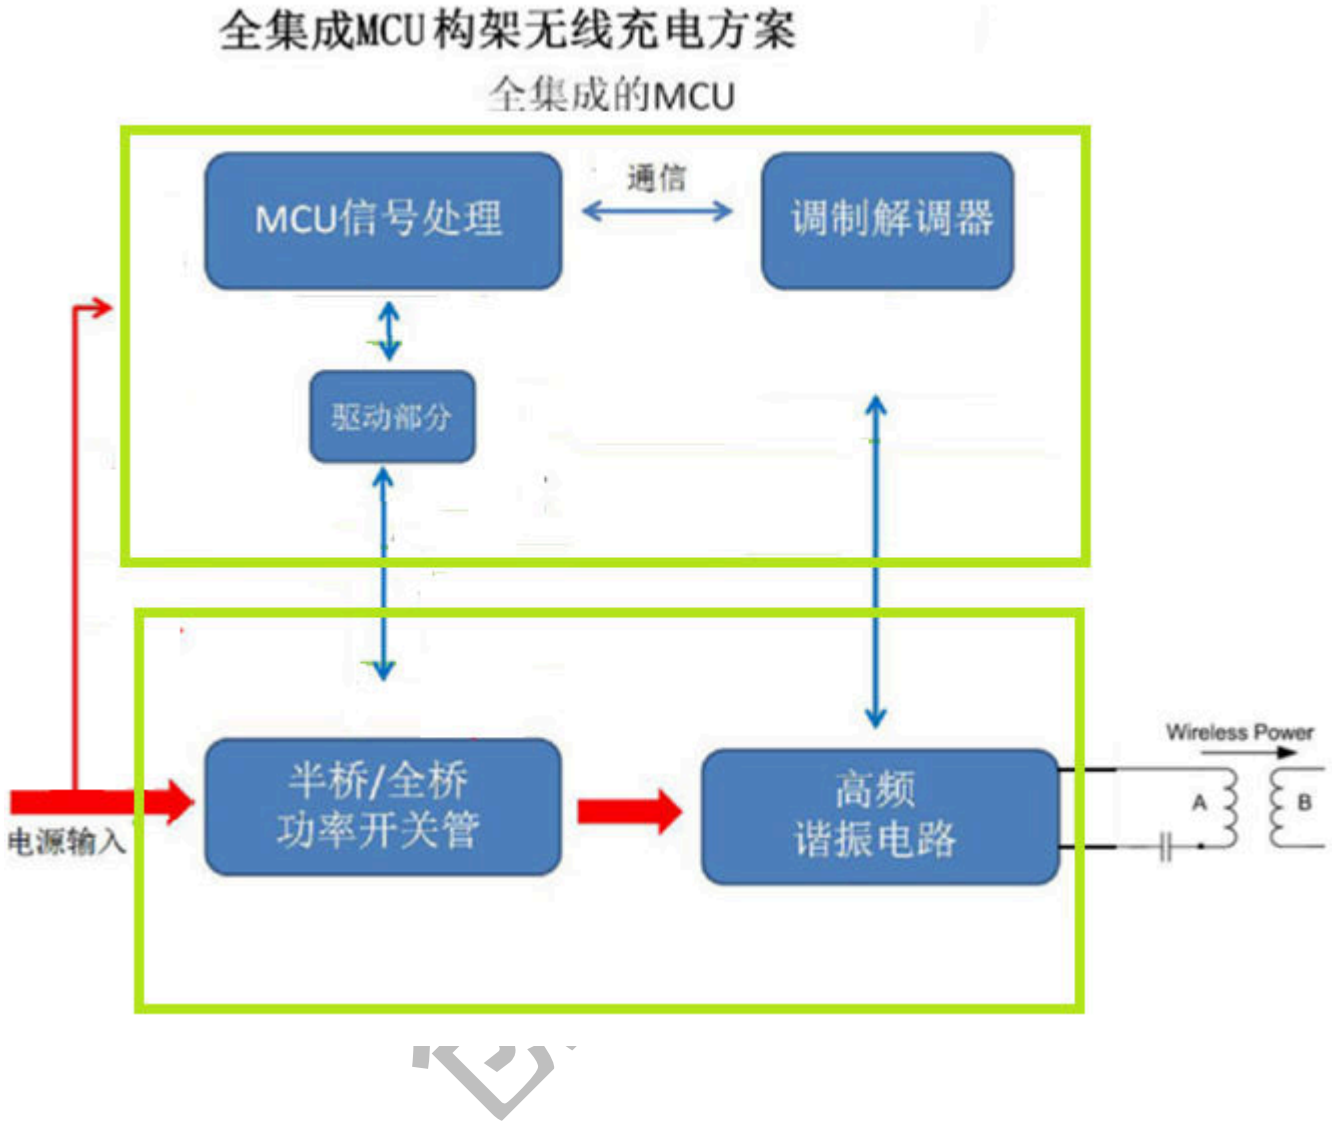 全集成MCU构架无线充电方案
全集成的MCU
MCU信号处理
通信
调制解调器
驱动部分
半桥/全桥
功率开关管
高频
谐振电路
电源输入
Wireless Power
A
B